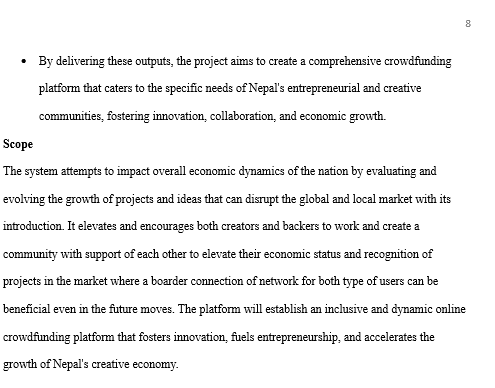 8
• By delivering these outputs, the project aims to create a comprehensive crowdfunding
platform that caters to the specific needs of Nepal's entrepreneurial and creative
communities, fostering innovation, collaboration, and economic growth.
Scope
The system attempts to impact overall economic dynamics of the nation by evaluating and
evolving the growth of projects and ideas that can disrupt the global and local market with its
introduction. It elevates and encourages both creators and backers to work and create a
community with support of each other to elevate their economic status and recognition of
projects in the market where a boarder connection of network for both type of users can be
beneficial even in the future moves. The platform will establish an inclusive and dynamic online
crowdfunding platform that fosters innovation, fuels entrepreneurship, and accelerates the
growth of Nepal's creative economy.